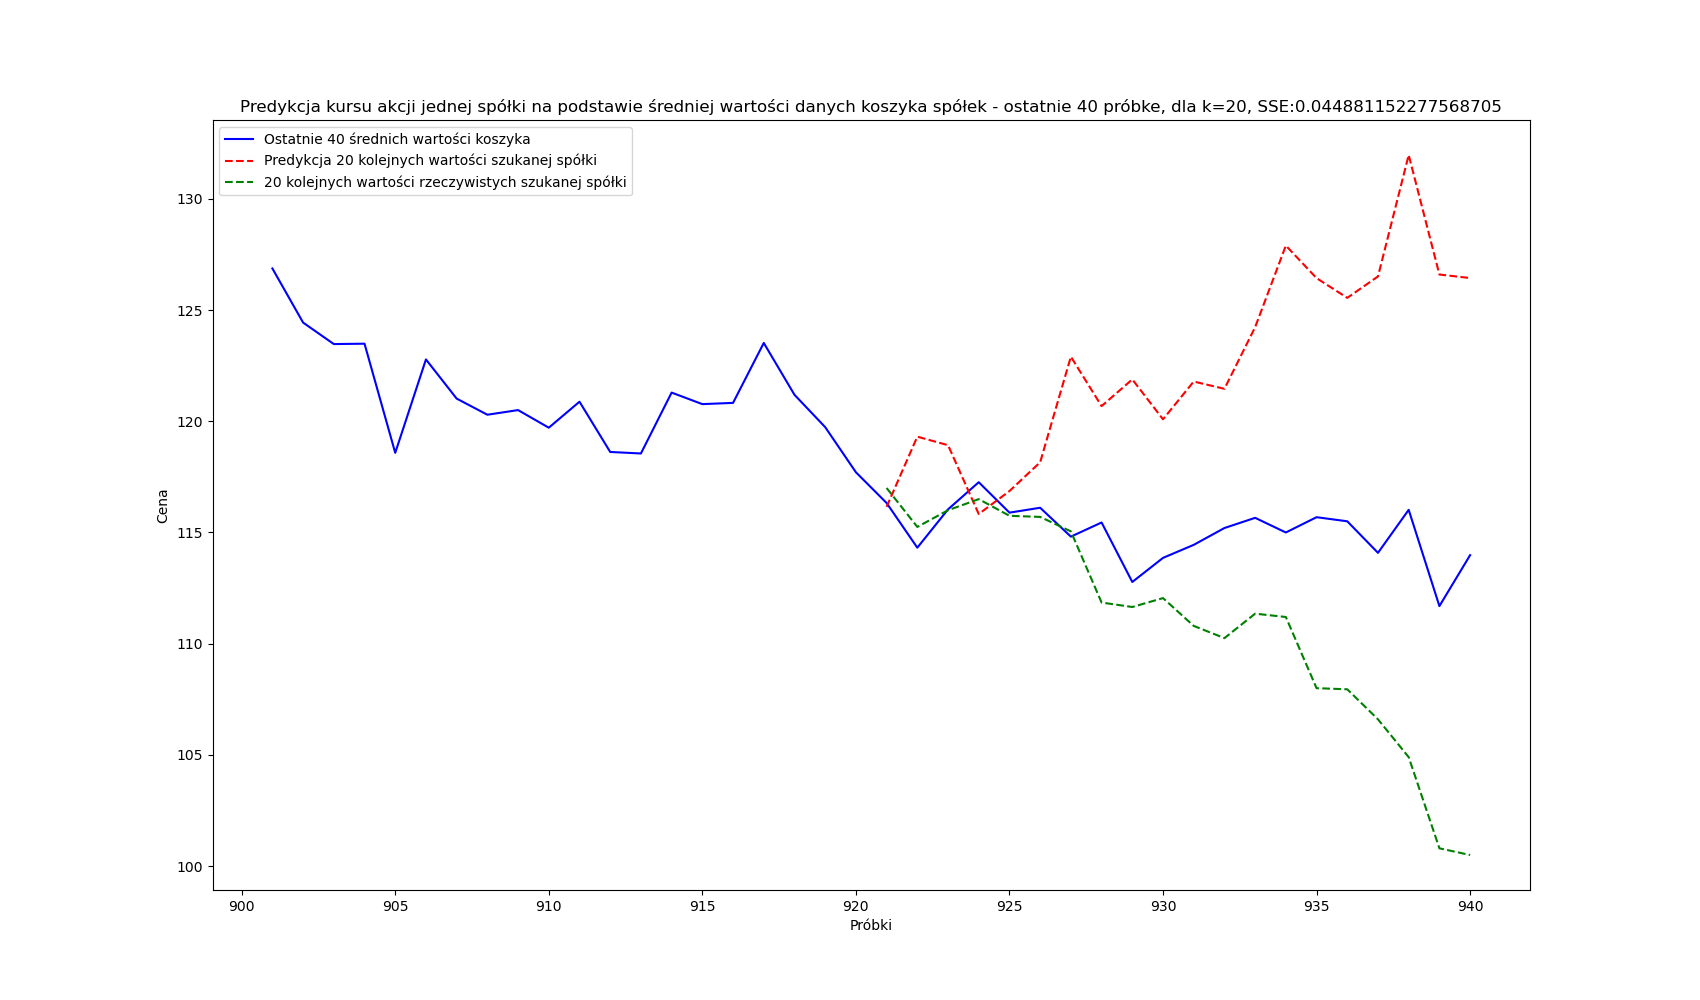 Predykcja kursu akcji jednej spółki na podstawie średniej wartości danych koszyka spółek - ostatnie 40 próbke, dla k=20, SSE:0.044881152277568705
Ostatnie 40 średnich wartości koszyka
Predykcja 20 kolejnych wartości szukanej spółki
20 kolejnych wartości rzeczywistych szukanej spółki
130
125
120
115
110
105
100
Cena
900 905 910 915 920 925 930 935 940
Próbki